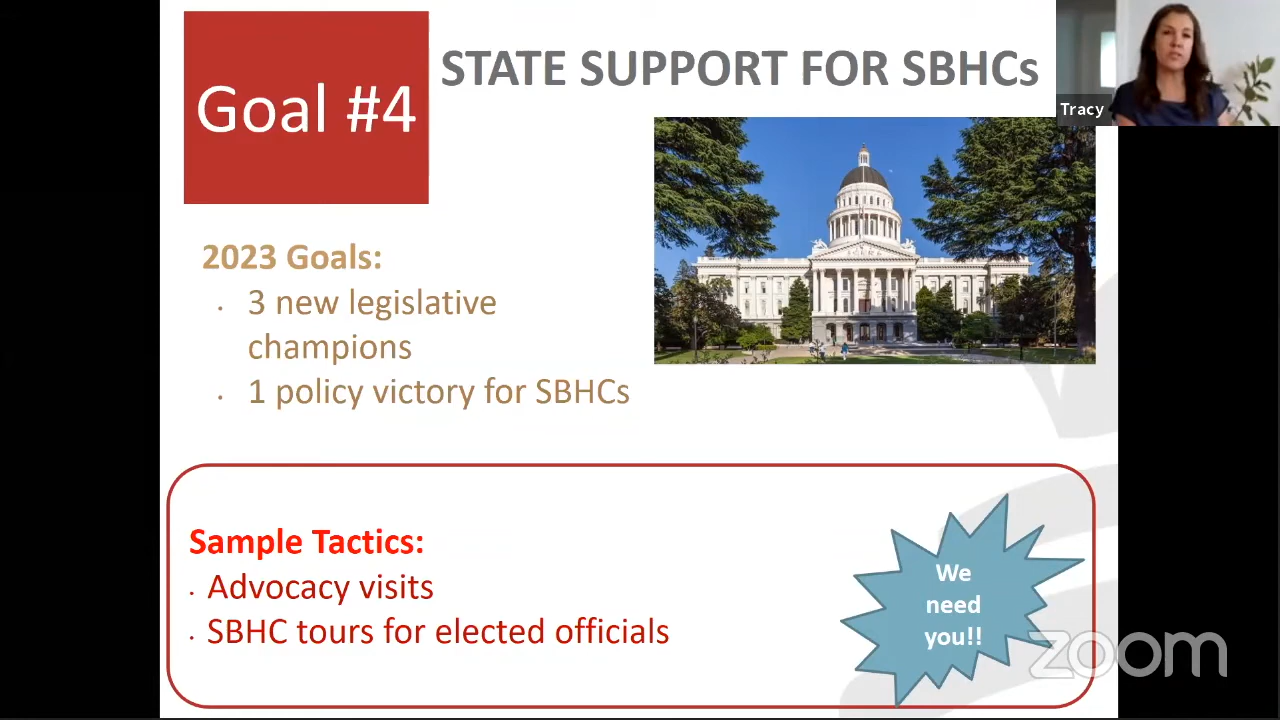 Goal #4
STATE SUPPORT FOR SBHCs
Tracy
2023 Goals:
· 3 new legislative
champions
· 1 policy victory for SBHCs
Sample Tactics:
· Advocacy visits
· SBHC tours for elected officials
We
need
you!!
zoom